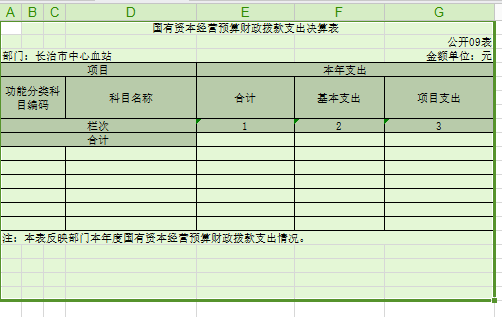 A B C D E F G
国有资本经营预算财政拨款支出决算表
公开09表
部门：长治市中心血站 金额单位：元
项目 本年支出
功能分类科
目编码 科目名称 合计 基本支出 项目支出
栏次 1 2 3
合计
注：本表反映部门本年度国有资本经营预算财政拨款支出情况。